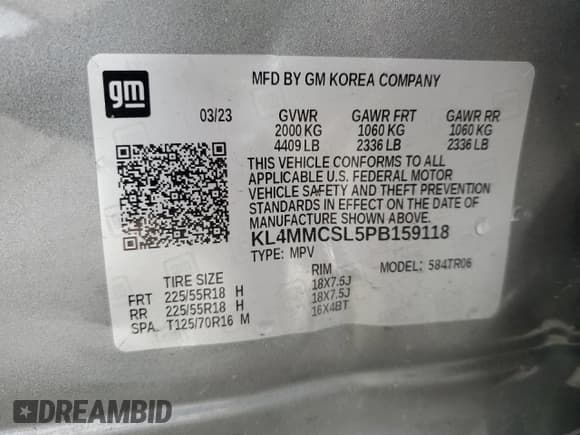 gm
MFD BY GM KOREA COMPANY
03/23 GVWR GAWR FRT GAWR RR
2000 KG 1060 KG 1060 KG
4409 LB 2336 LB 2336 LB
THIS VEHICLE CONFORMS TO ALL
APPLICABLE U.S. FEDERAL MOTOR
VEHICLE SAFETY AND THEFT PREVENTION
STANDARDS IN EFFECT ON THE DATE OF
MANUFACTURE SHOWN ABOVE.
KL4MMCSL5PB159118
TYPE: MPV MODEL: 584TR06
TIRE SIZE RIM
FRT 225/55R18 H 18X7.5J
RR 225/55R18 H 18X7.5J
SPA. T125/70R16 M 16X4BT
DREAMBID